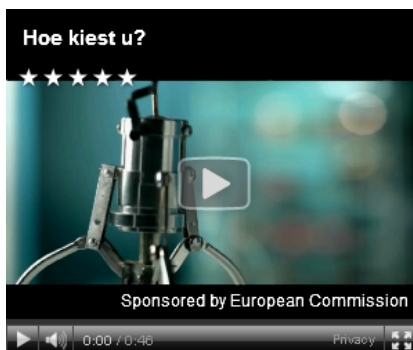 Hoe kiest u?
Sponsored by European Commission
0:00 / 0:46 Privacy